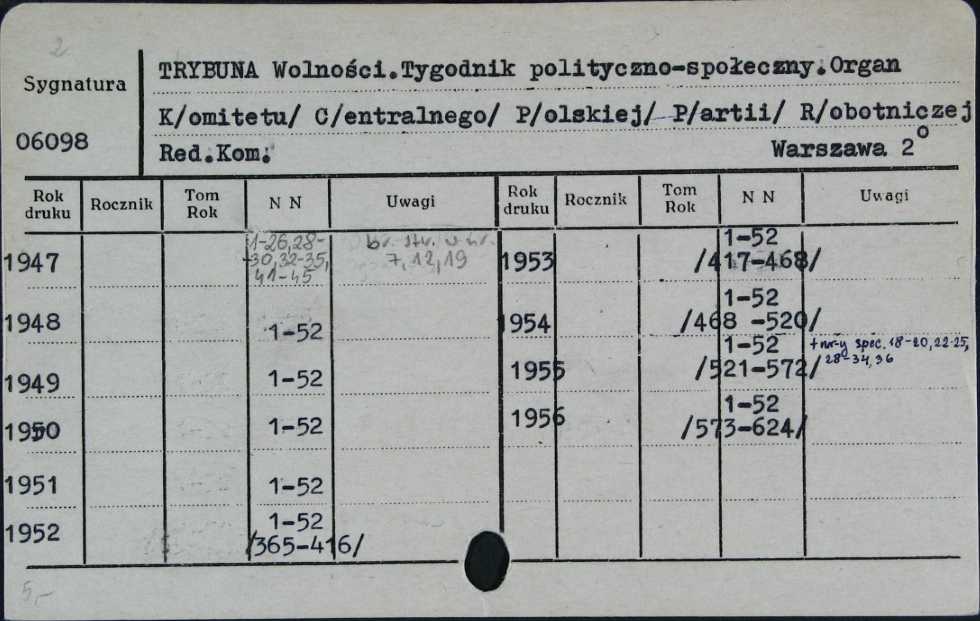 2
Sygnatura
06098
TRYBUNA Wolności.Tygodnik polityczno-społeczny.Organ
K/omitetu/ C/entralnego/ P/olskiej/ P/artii/ R/obotniczej
Red.Kom. Warszawa 2°
Rok druku Rocznik Tom Rok N N Uwagi Rok druku Rocznik Tom Rok N N Uwagi
1947 1-26,28-30,32-35,41-45 br. str. w nr. 7,12,19
1948 1-52
1949 1-52
1950 1-52
1951 1-52
1952 1-52 /365-416/
1953 1-52 /417-468/
1954 1-52 /468 -520/
1955 1-52 /521-572/ + nr-y spec. 18-20, 22-25, 28-34, 36
1956 1-52 /573-624/
5,-